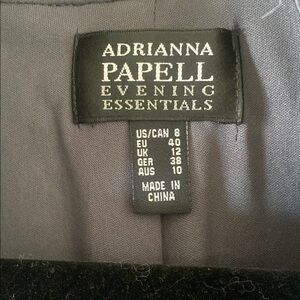 ADRIANNA
PAPELL
EVENING
ESSENTIALS
US/CAN 8
EU 40
UK 12
GER 38
AUS 10
MADE IN
CHINA